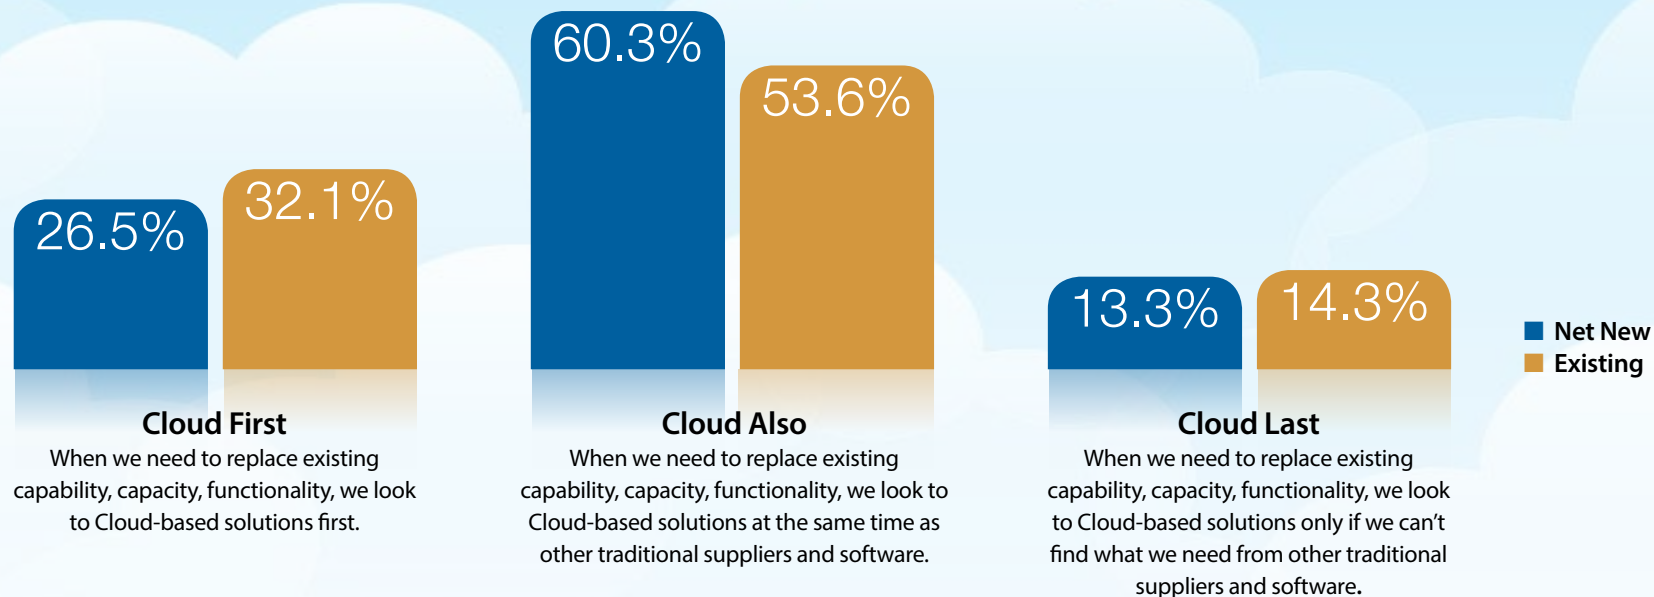 26.5%
32.1%
60.3%
53.6%
13.3%
14.3%
Net New
Existing
Cloud First
When we need to replace existing
capability, capacity, functionality, we look
to Cloud-based solutions first.
Cloud Also
When we need to replace existing
capability, capacity, functionality, we look to
Cloud-based solutions at the same time as
other traditional suppliers and software.
Cloud Last
When we need to replace existing
capability, capacity, functionality, we look
to Cloud-based solutions only if we can’t
find what we need from other traditional
suppliers and software.